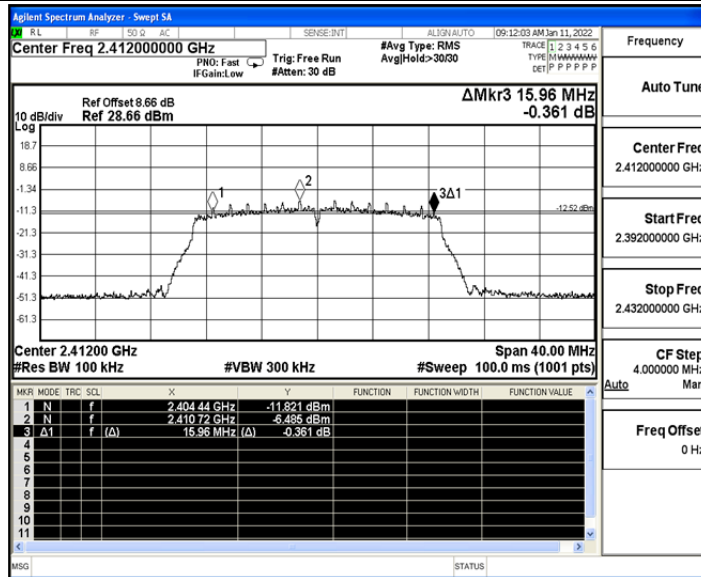 Agilent Spectrum Analyzer - Swept SA
RL RF 50 Ω AC SENSE:INT ALIGN AUTO 09:12:03 AM Jan 11, 2022
Center Freq 2.412000000 GHz
PNO: Fast
IFGain:Low
Trig: Free Run
#Atten: 30 dB
#Avg Type: RMS
Avg|Hold:>30/30
TRACE 1 2 3 4 5 6
TYPE MWWWWW
DET P P P P P P
ΔMkr3 15.96 MHz
-0.361 dB
Ref Offset 8.66 dB
Ref 28.66 dBm
10 dB/div
Log
18.7
8.66
-1.34
-11.3
-21.3
-31.3
-41.3
-51.3
-61.3
1
2
3Δ1
-12.52 dBm
Center 2.41200 GHz Span 40.00 MHz
#Res BW 100 kHz #VBW 300 kHz #Sweep 100.0 ms (1001 pts)
MKR MODE TRC SCL X Y FUNCTION FUNCTION WIDTH FUNCTION VALUE
1 N f 2.404 44 GHz -11.821 dBm
2 N f 2.410 72 GHz -6.485 dBm
3 Δ1 f (Δ) 15.96 MHz (Δ) -0.361 dB
4
5
6
7
8
9
10
11
MSG STATUS
Frequency
Auto Tune
Center Freq
2.412000000 GHz
Start Freq
2.392000000 GHz
Stop Freq
2.432000000 GHz
CF Step
4.000000 MHz
Auto Man
Freq Offset
0 Hz